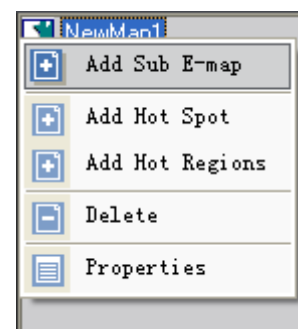 NewMap1
Add Sub E-map
Add Hot Spot
Add Hot Regions
Delete
Properties